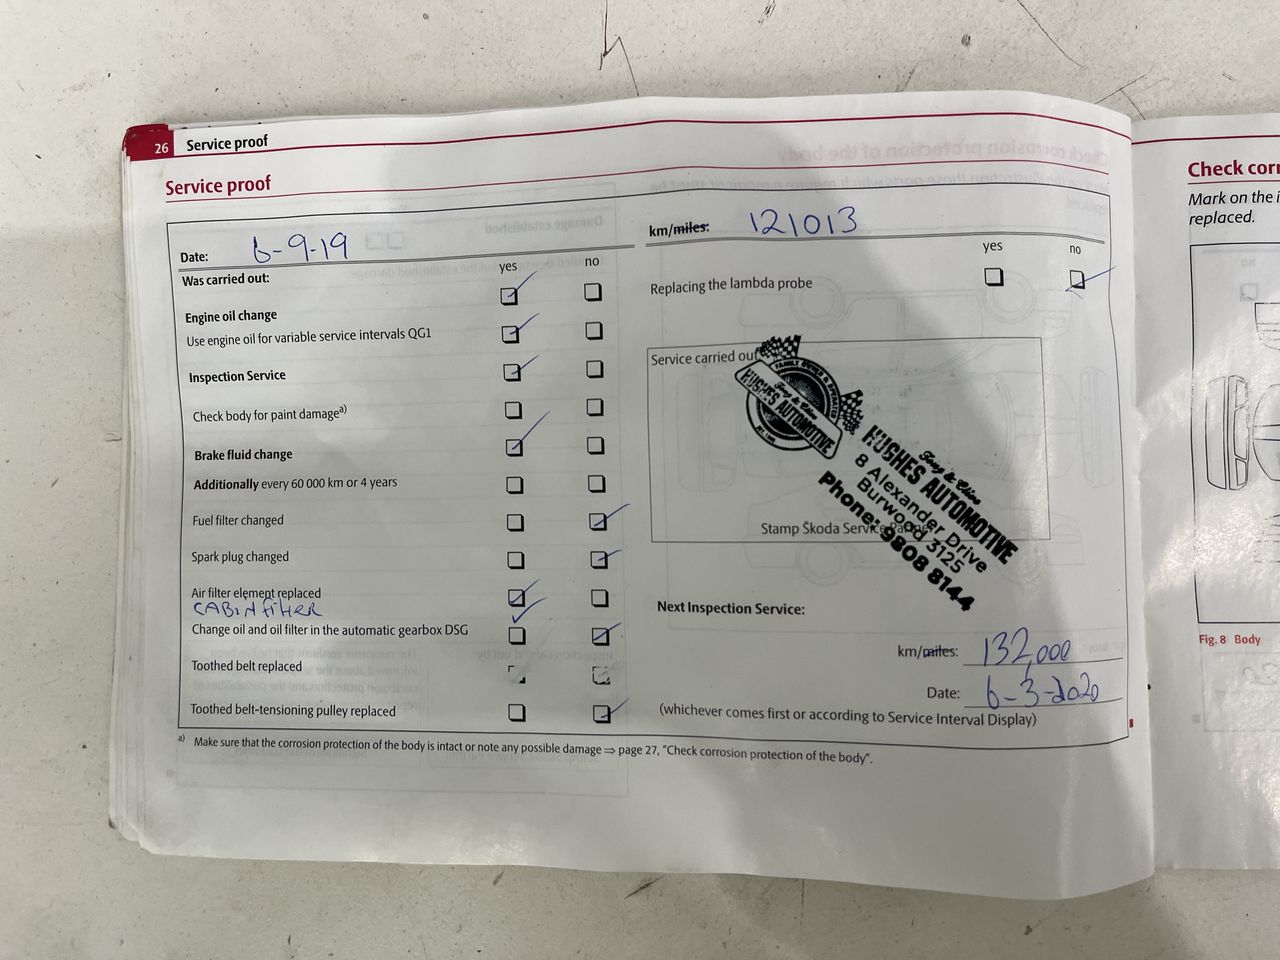 26 Service proof
Service proof
Date: 6-9-19
Was carried out: yes no
Engine oil change
Use engine oil for variable service intervals QG1
Inspection Service
Check body for paint damage a)
Brake fluid change
Additionally every 60 000 km or 4 years
Fuel filter changed
Spark plug changed
Air filter element replaced
CABIN filter
Change oil and oil filter in the automatic gearbox DSG
Toothed belt replaced
Toothed belt-tensioning pulley replaced
km/miles: 121013
yes no
Replacing the lambda probe
Service carried out
FAMILY OWNED & OPERATED
HUGHES AUTOMOTIVE
HUGHES AUTOMOTIVE
8 Alexander Drive
Burwood 3125
Phone: 9808 8144
Stamp Škoda Service
Next Inspection Service:
km/miles: 132,000
Date: 6-3-2020
(whichever comes first or according to Service Interval Display)
a) Make sure that the corrosion protection of the body is intact or note any possible damage ⇒ page 27, "Check corrosion protection of the body".
Check
Mark on the
replaced.
Fig. 8 Body